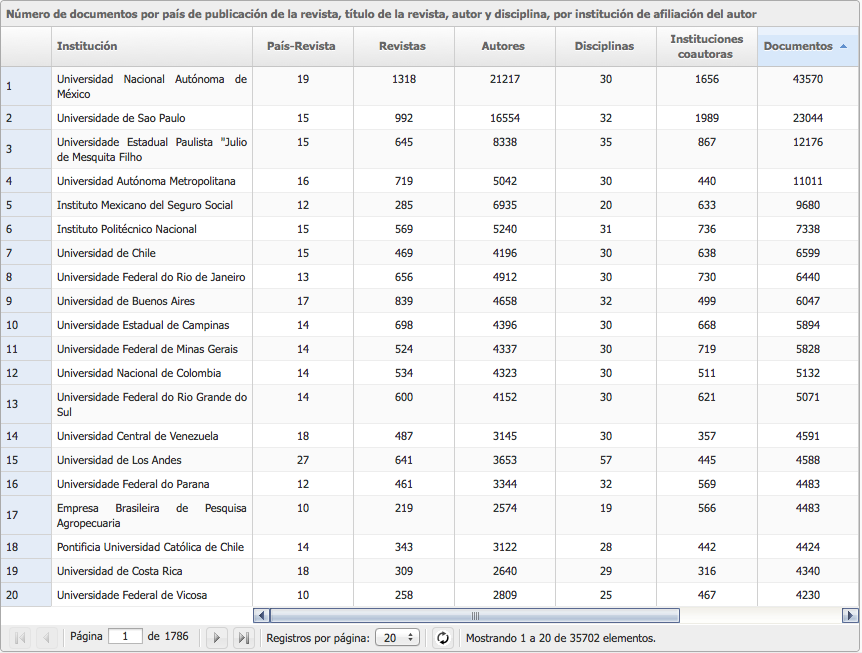 Número de documentos por país de publicación de la revista, título de la revista, autor y disciplina, por institución de afiliación del autor
Institución País-Revista Revistas Autores Disciplinas Instituciones coautoras Documentos
1 Universidad Nacional Autónoma de México 19 1318 21217 30 1656 43570
2 Universidade de Sao Paulo 15 992 16554 32 1989 23044
3 Universidade Estadual Paulista "Julio de Mesquita Filho 15 645 8338 35 867 12176
4 Universidad Autónoma Metropolitana 16 719 5042 30 440 11011
5 Instituto Mexicano del Seguro Social 12 285 6935 20 633 9680
6 Instituto Politécnico Nacional 15 569 5240 31 736 7338
7 Universidad de Chile 15 469 4196 30 638 6599
8 Universidade Federal do Rio de Janeiro 13 656 4912 30 730 6440
9 Universidad de Buenos Aires 17 839 4658 32 499 6047
10 Universidade Estadual de Campinas 14 698 4396 30 668 5894
11 Universidade Federal de Minas Gerais 14 524 4337 30 719 5828
12 Universidad Nacional de Colombia 14 534 4323 30 511 5132
13 Universidade Federal do Rio Grande do Sul 14 600 4152 30 621 5071
14 Universidad Central de Venezuela 18 487 3145 30 357 4591
15 Universidad de Los Andes 27 641 3653 57 445 4588
16 Universidade Federal do Parana 12 461 3344 32 569 4483
17 Empresa Brasileira de Pesquisa Agropecuaria 10 219 2574 19 566 4483
18 Pontificia Universidad Católica de Chile 14 343 3122 28 442 4424
19 Universidad de Costa Rica 18 309 2640 29 316 4340
20 Universidade Federal de Vicosa 10 258 2809 25 467 4230
Página 1 de 1786 Registros por página: 20 Mostrando 1 a 20 de 35702 elementos.